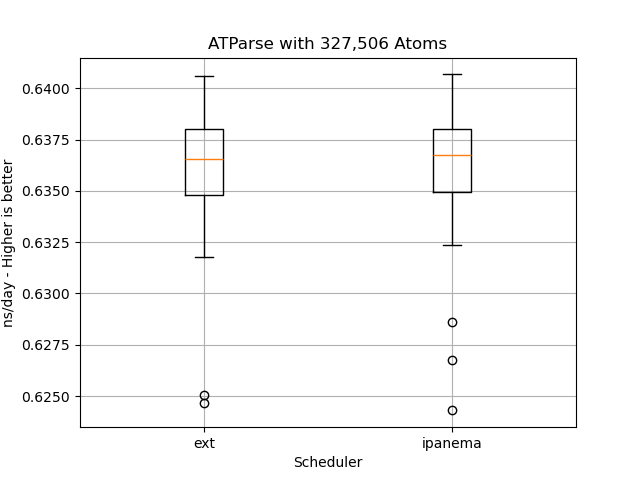 ATParse with 327,506 Atoms
ns/day - Higher is better
0.6400
0.6375
0.6350
0.6325
0.6300
0.6275
0.6250
ext
ipanema
Scheduler